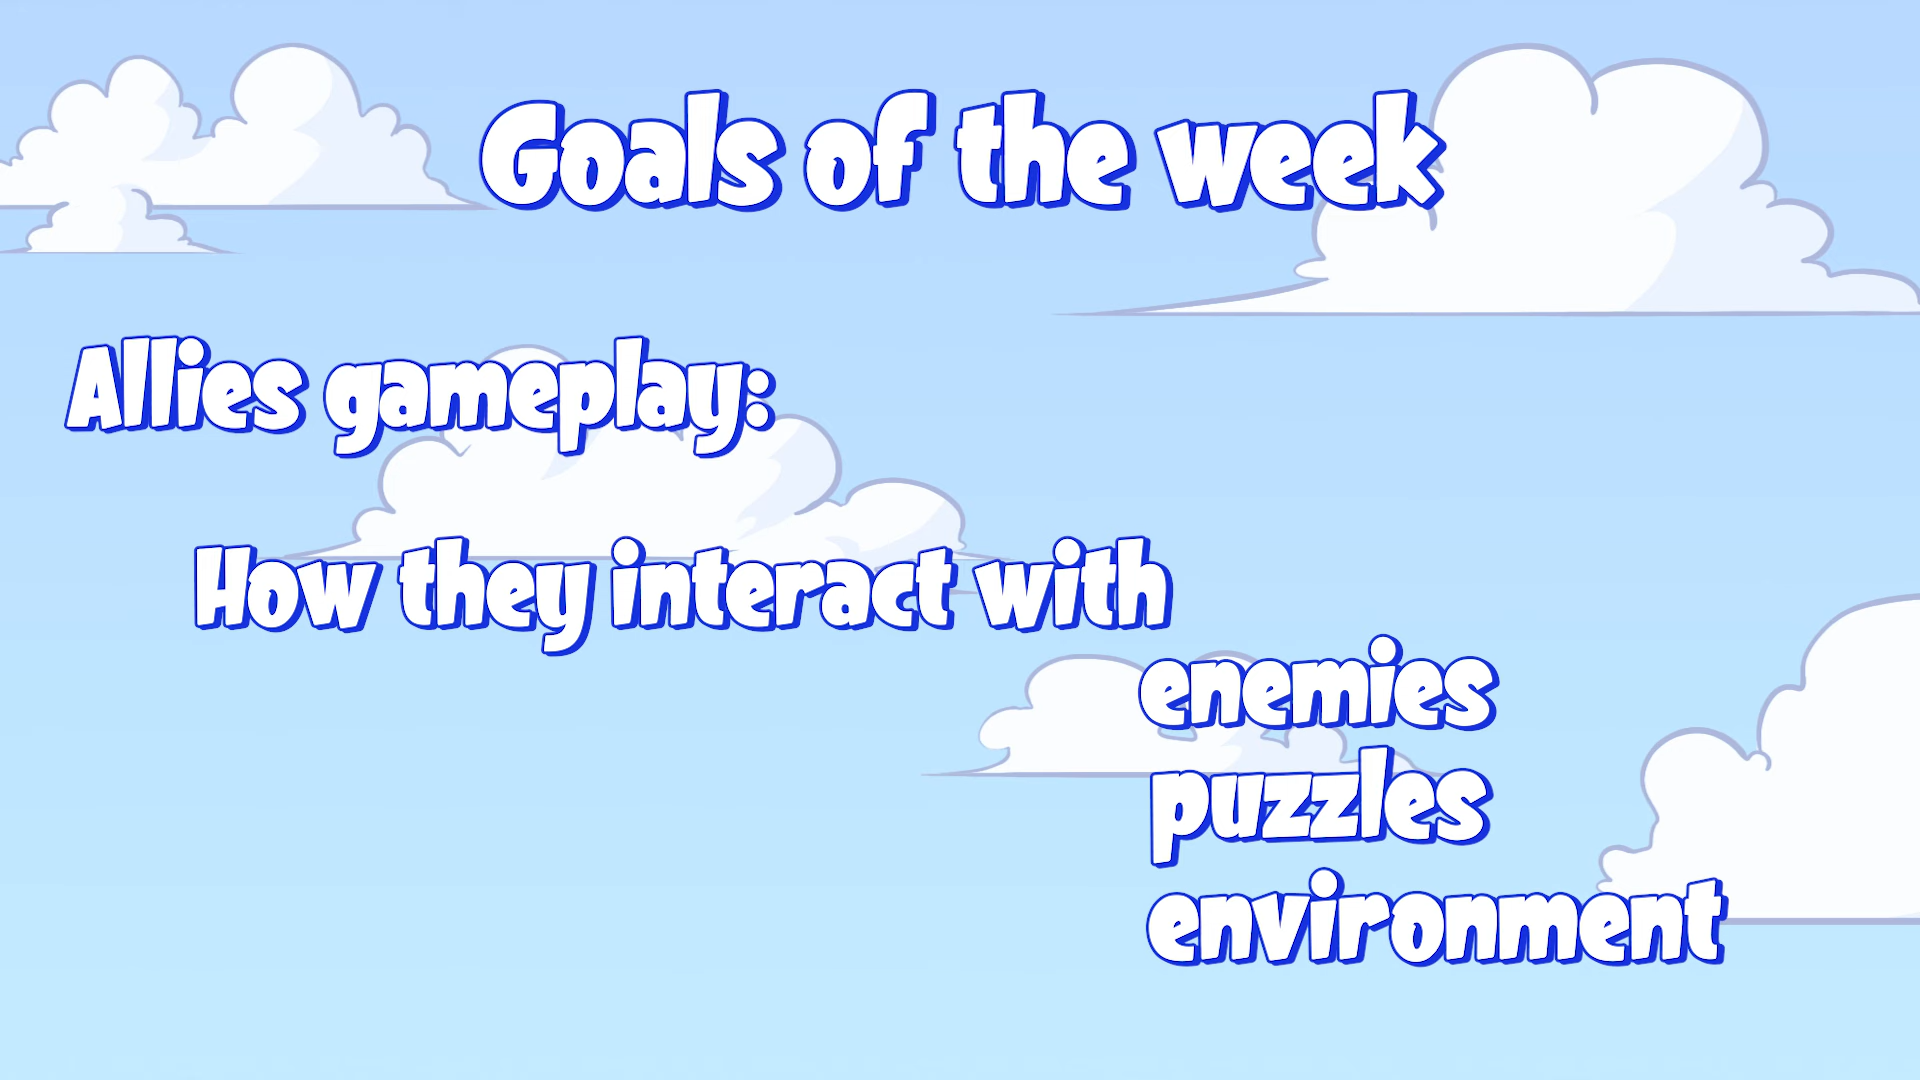 Goals of the week
Allies gameplay:
How they interact with
enemies
puzzles
environment